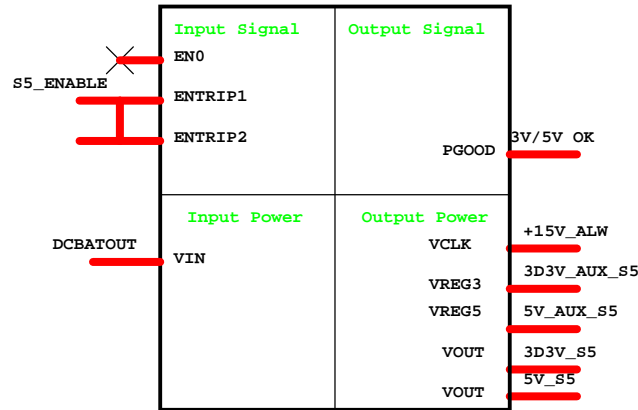 Input Signal
Output Signal
EN0
S5_ENABLE
ENTRIP1
ENTRIP2
3V/5V OK
PGOOD
Input Power
Output Power
DCBATOUT
VIN
+15V_ALW
VCLK
3D3V_AUX_S5
VREG3
5V_AUX_S5
VREG5
3D3V_S5
VOUT
5V_S5
VOUT